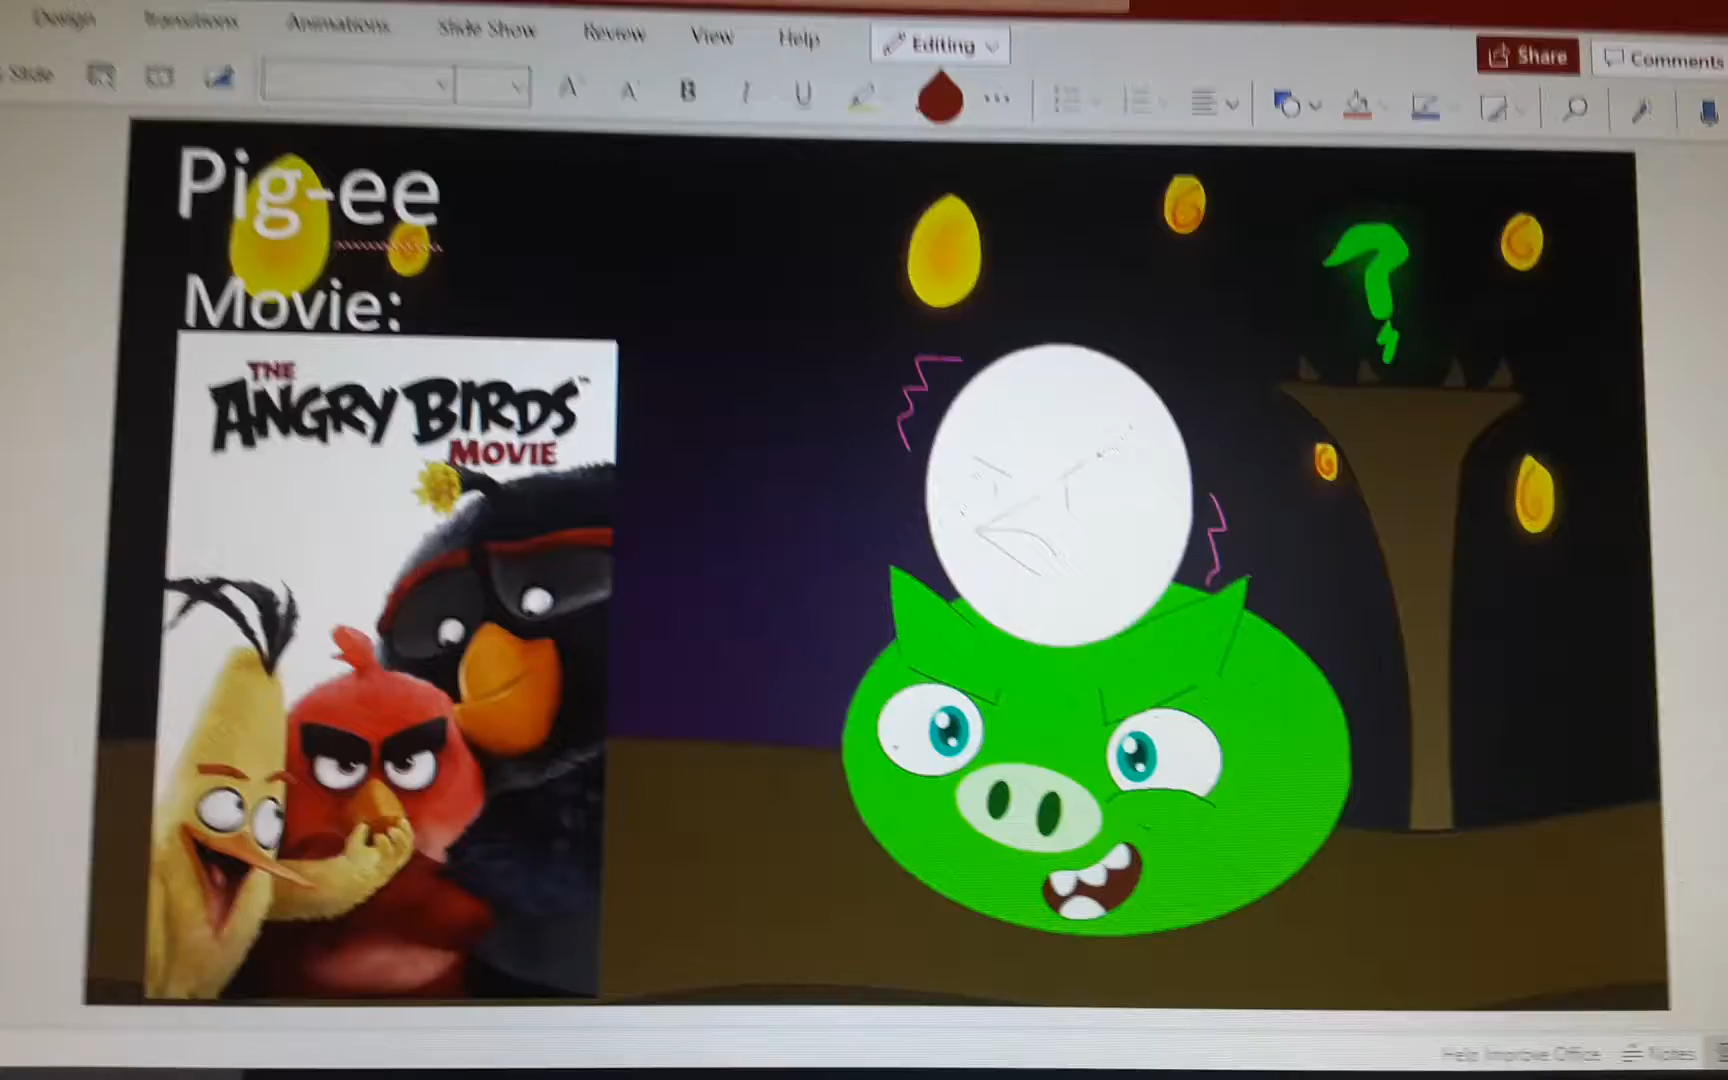 Design Transitions Animations Slide Show Review View Help Editing
Share Comments
Slide
A A B I U
Pig-ee
Movie:
THE
ANGRY BIRDS™
MOVIE
?
Help Improve Office Notes